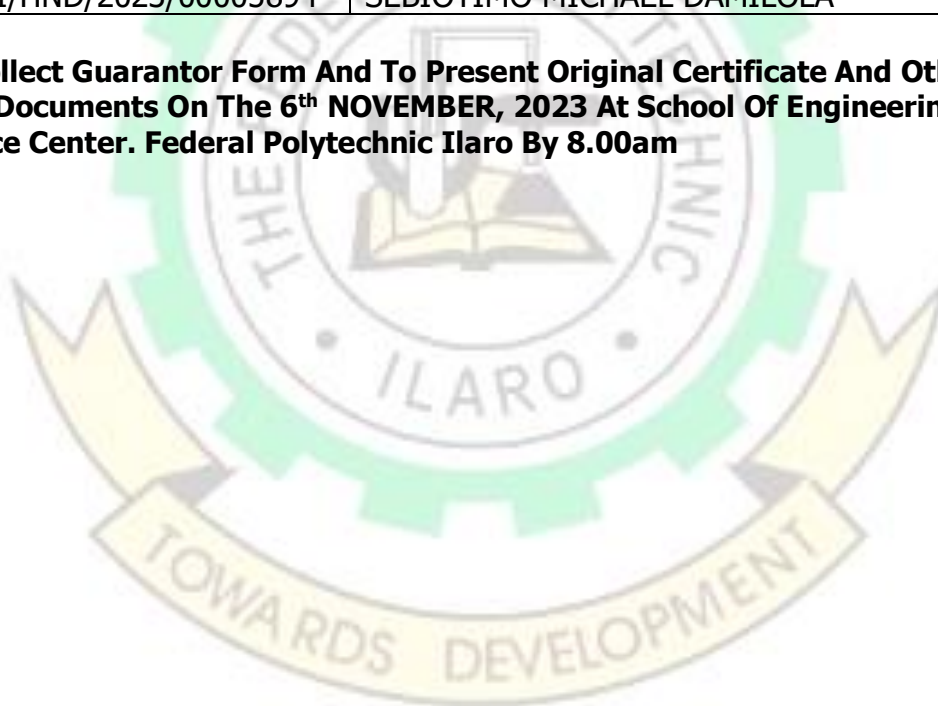 SEBIOTIMO MICHAEL DAMILOLA
ollect Guarantor Form And To Present Original Certificate And Ot
Documents On The 6th NOVEMBER, 2023 At School Of Engineerin
ce Center. Federal Polytechnic Ilaro By 8.00am
THE
ILARO
TOWARDS DEVELOPMENT